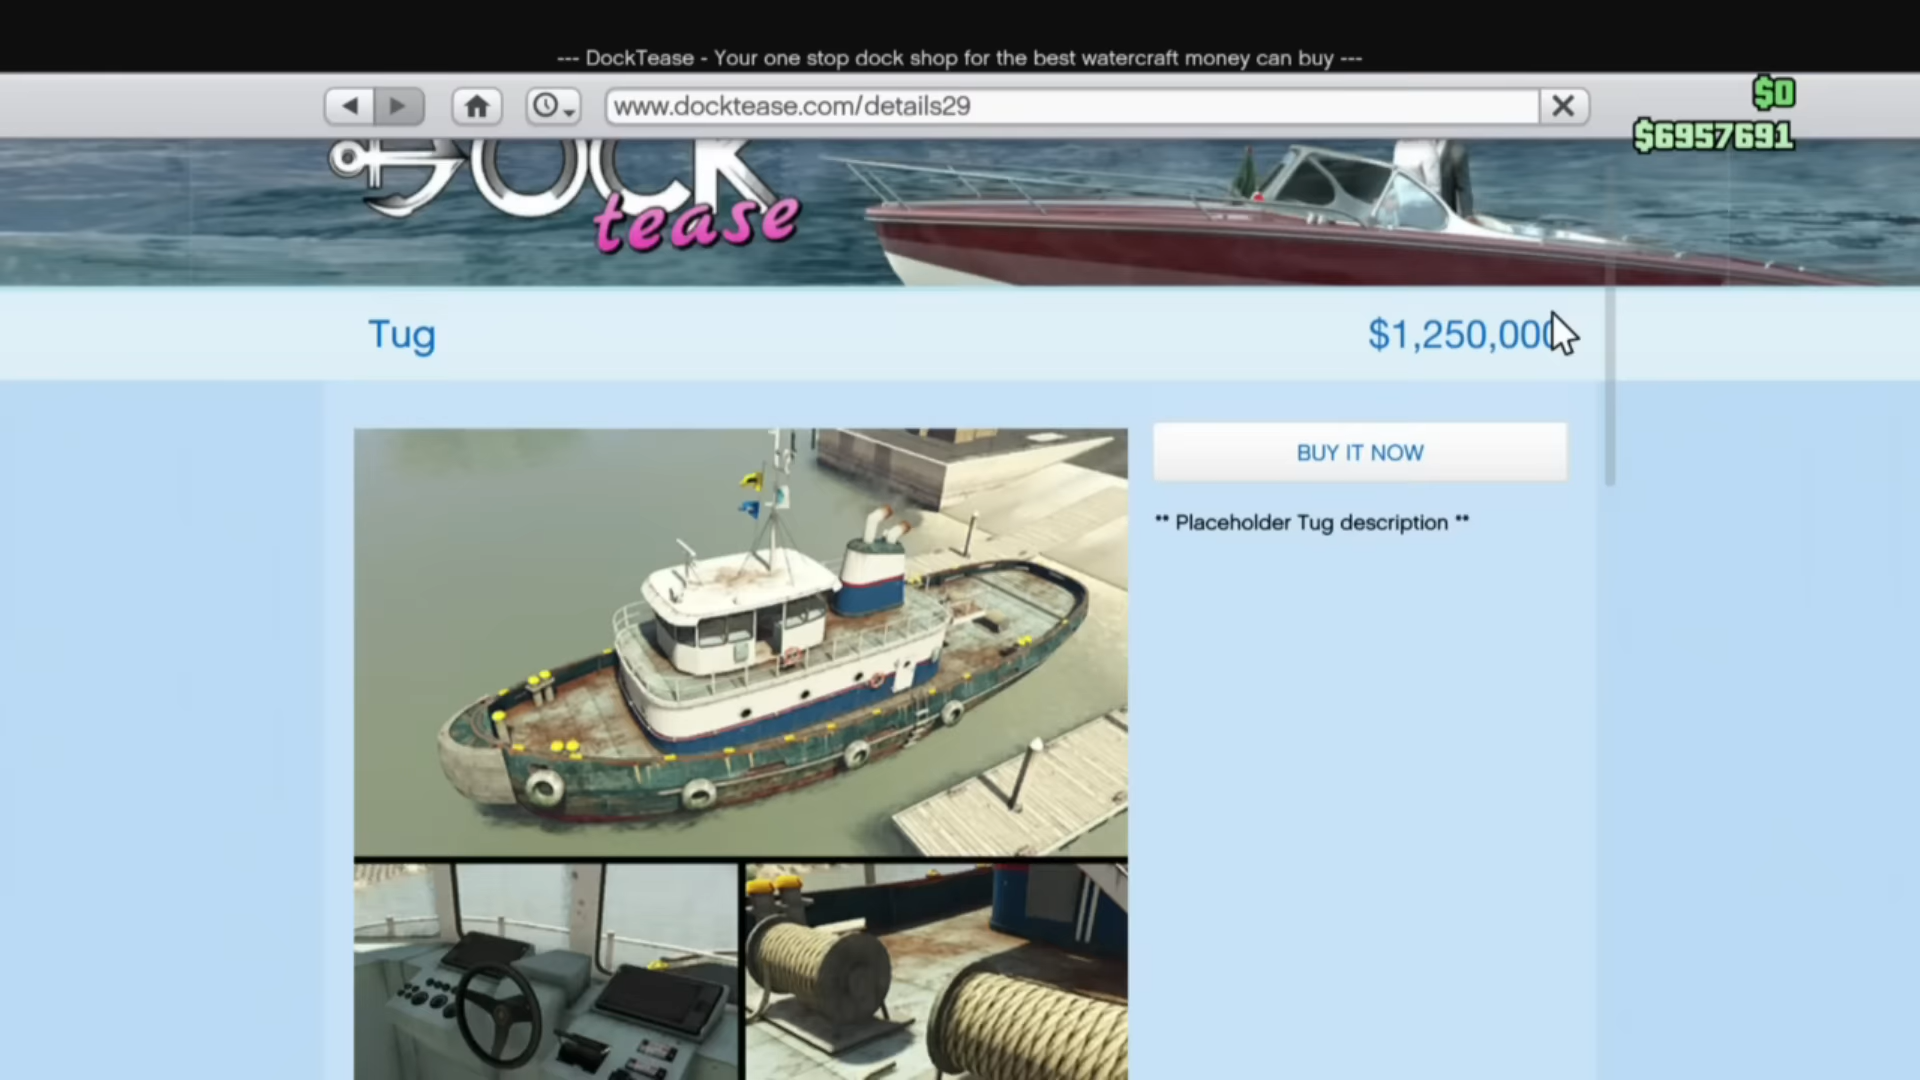 --- DockTease - Your one stop dock shop for the best watercraft money can buy ---
www.docktease.com/details29
$0
$6957691
DOCK
tease
Tug
$1,250,000
BUY IT NOW
** Placeholder Tug description **